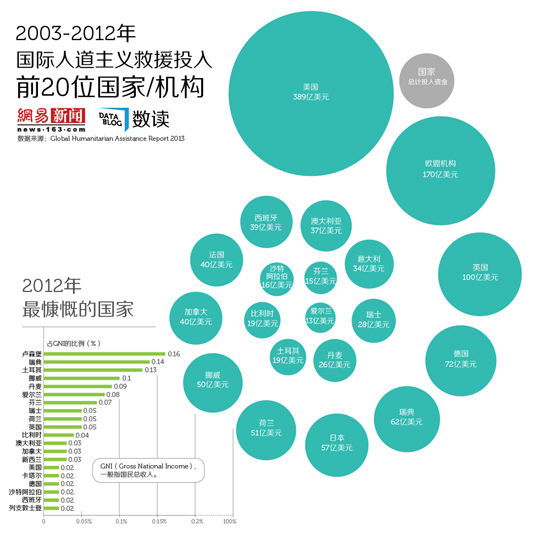 2003-2012年
国际人道主义救援投入
前20位国家/机构
網易新闻
news·163.com
DATA
BLOG
数读
数据来源：Global Humanitarian Assistance Report 2013
美国
389亿美元
国家
总计投入资金
欧盟机构
170亿美元
英国
100亿美元
德国
72亿美元
瑞典
62亿美元
日本
57亿美元
荷兰
51亿美元
挪威
50亿美元
加拿大
40亿美元
法国
40亿美元
西班牙
39亿美元
澳大利亚
37亿美元
意大利
34亿美元
瑞士
28亿美元
丹麦
26亿美元
土耳其
19亿美元
比利时
19亿美元
沙特
阿拉伯
16亿美元
芬兰
15亿美元
爱尔兰
13亿美元
2012年
最慷慨的国家
占GNI的比例（%）
卢森堡 0.16
瑞典 0.14
土耳其 0.13
挪威 0.1
丹麦 0.09
爱尔兰 0.08
芬兰 0.07
瑞士 0.05
荷兰 0.05
英国 0.05
比利时 0.04
澳大利亚 0.03
加拿大 0.03
新西兰 0.03
美国 0.02
卡塔尔 0.02
德国 0.02
沙特阿拉伯 0.02
西班牙 0.02
列支敦士登 0.02
GNI（Gross National Income），
一般指国民总收入。
0 0.05% 0.1% 0.15% 0.2% 100%